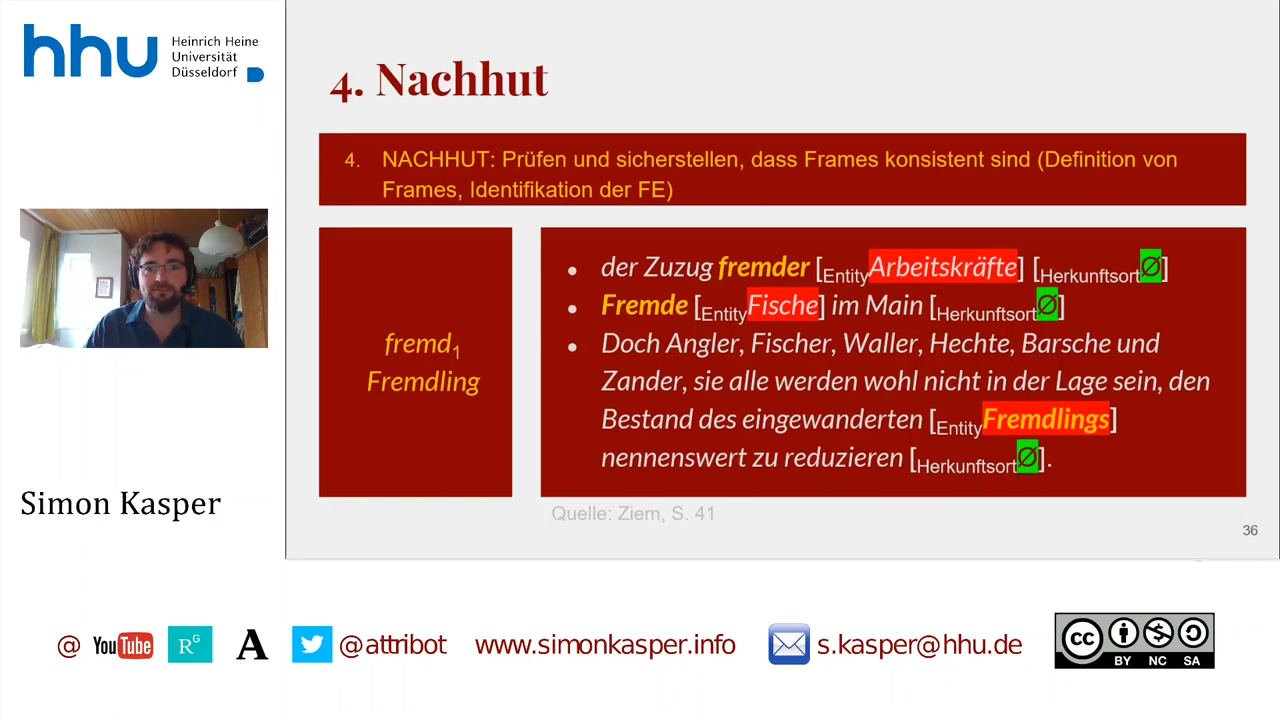 hhu
Heinrich Heine
Universität
Düsseldorf
4. Nachhut
4. NACHHUT: Prüfen und sicherstellen, dass Frames konsistent sind (Definition von
Frames, Identifikation der FE)
fremd1
Fremdling
• der Zuzug fremder [EntityArbeitskräfte] [HerkunftsortØ]
• Fremde [EntityFische] im Main [HerkunftsortØ]
• Doch Angler, Fischer, Waller, Hechte, Barsche und
Zander, sie alle werden wohl nicht in der Lage sein, den
Bestand des eingewanderten [EntityFremdlings]
nennenswert zu reduzieren [HerkunftsortØ].
Quelle: Ziem, S. 41
36
Simon Kasper
@ YouTube RG A @attribot www.simonkasper.info s.kasper@hhu.de
cc BY NC SA